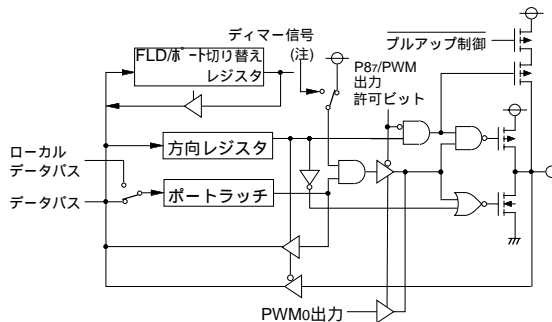 ディマー信号
(注)
プルアップ制御
FLD/ポート切り替え
レジスタ
P87/PWM
出力
許可ビット
方向レジスタ
ローカル
データバス
データバス
ポートラッチ
PWM0出力